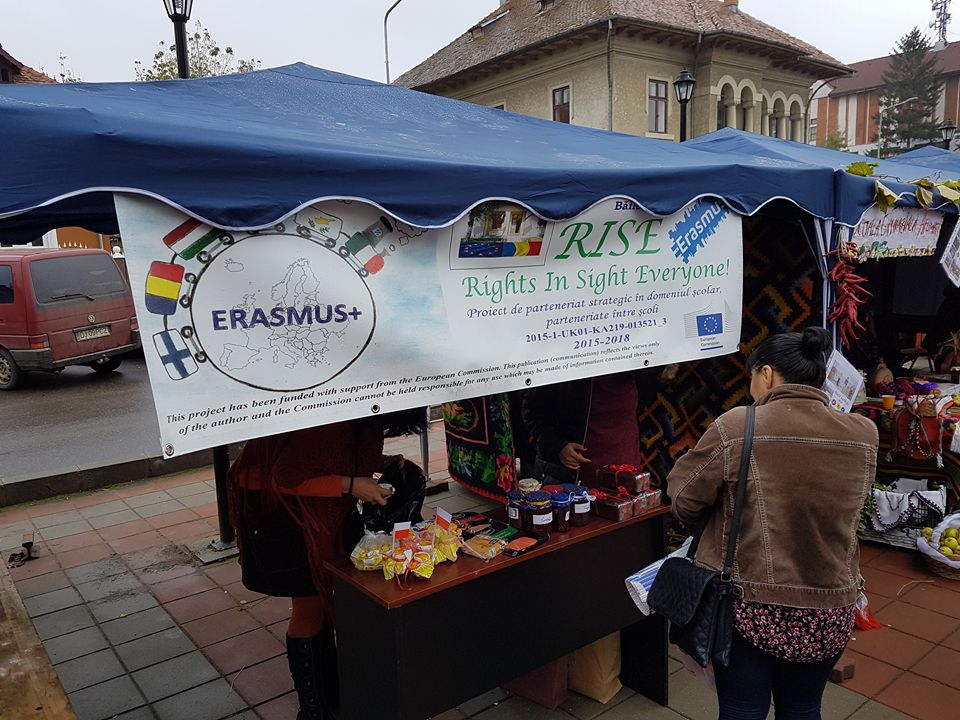 ERASMUS+
RISE
Erasmus+
Rights In Sight Everyone!
Proiect de parteneriat strategic în domeniul școlar,
parteneriate între școli
2015-1-UK01-KA219-013521_3
2015-2018
European
Commission
This project has been funded with support from the European Commission. This publication (communication) reflects the views only
of the author and the Commission cannot be held responsible for any use which may be made of information contained therein.